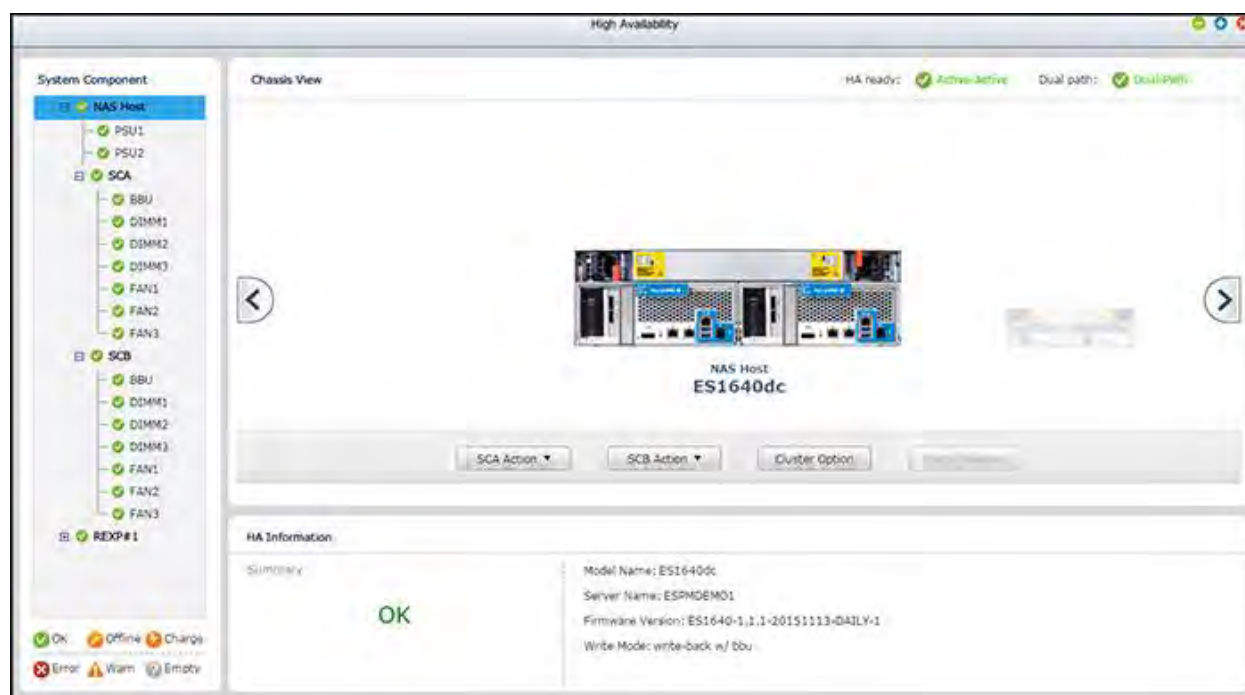 High Availability
System Component
NAS Host
PSU1
PSU2
SCA
BBU
DIMM1
DIMM2
DIMM3
FAN1
FAN2
FAN3
SCB
BBU
DIMM1
DIMM2
DIMM3
FAN1
FAN2
FAN3
REXP#1
OK Offline Charge
Error Warn Empty
Chassis View
HA ready: Active-Active Dual path: Dual-Path
NAS Host
ES1640dc
SCA Action SCB Action Cluster Option
HA Information
Summary
OK
Model Name: ES1640dc
Server Name: ESPMDEMO1
Firmware Version: ES1640-1.1.1-20151113-DAILY-1
Write Mode: write-back w/ bbu